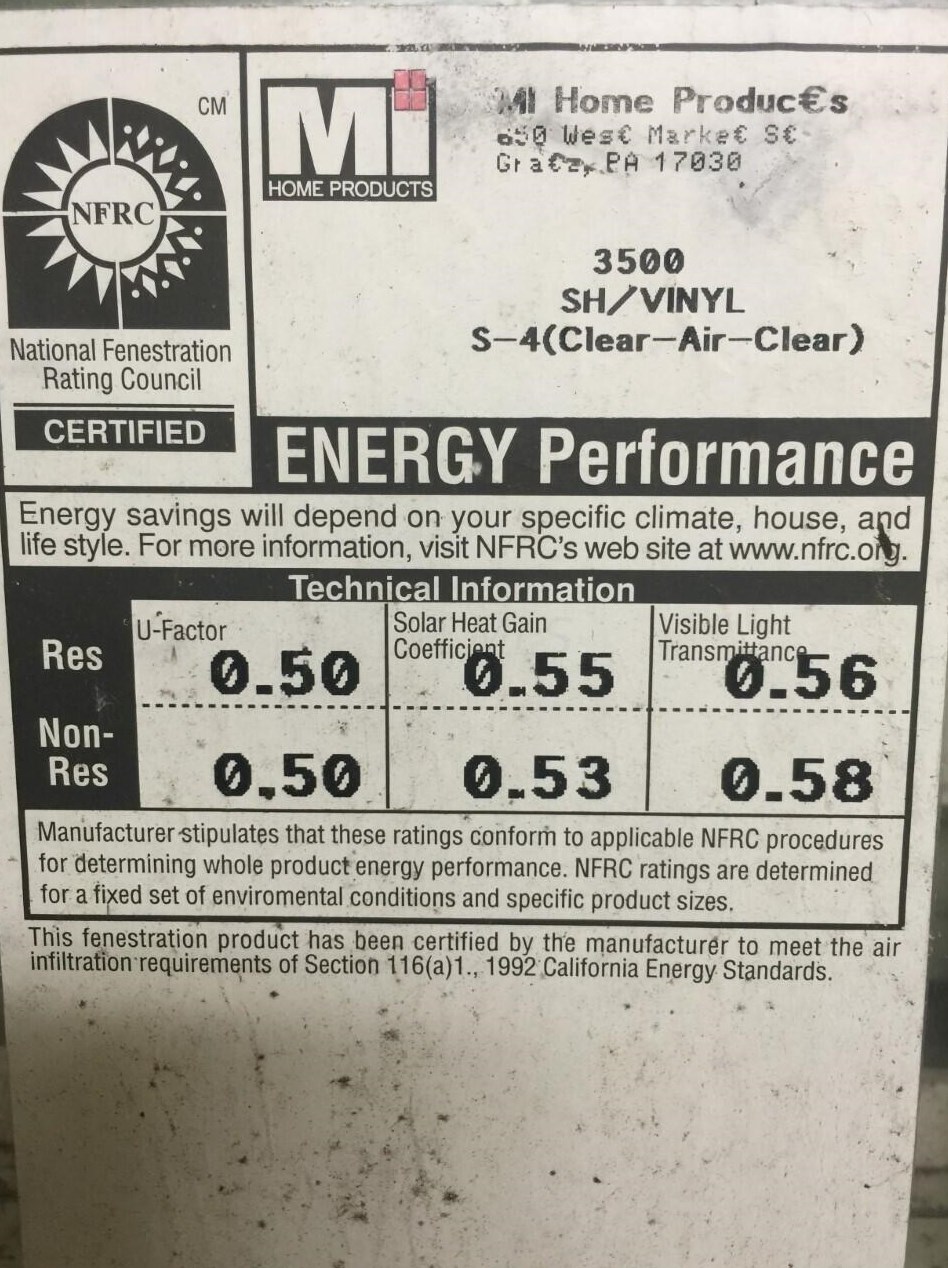 CM
NFRC
National Fenestration
Rating Council
CERTIFIED
Mi
HOME PRODUCTS
MI Home Produc€s
650 Wes€ Marke€ S€
Gra€z, PA 17030
3500
SH/VINYL
S-4(Clear-Air-Clear)
ENERGY Performance
Energy savings will depend on your specific climate, house, and
life style. For more information, visit NFRC's web site at www.nfrc.org.
Technical Information
Res
U-Factor
0.50
Solar Heat Gain
Coefficient
0.55
Visible Light
Transmittance
0.56
Non-
Res
0.50
0.53
0.58
Manufacturer stipulates that these ratings conform to applicable NFRC procedures
for determining whole product energy performance. NFRC ratings are determined
for a fixed set of enviromental conditions and specific product sizes.
This fenestration product has been certified by the manufacturer to meet the air
infiltration requirements of Section 116(a)1., 1992 California Energy Standards.